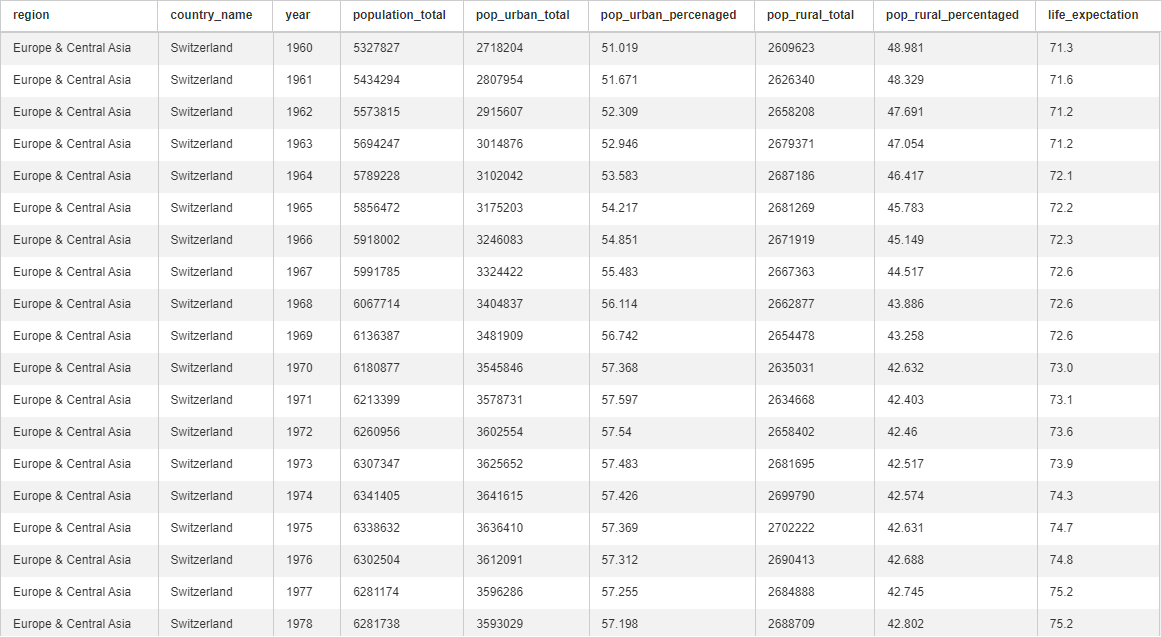 region country_name year population_total pop_urban_total pop_urban_percenaged pop_rural_total pop_rural_percentaged life_expectation
Europe & Central Asia Switzerland 1960 5327827 2718204 51.019 2609623 48.981 71.3
Europe & Central Asia Switzerland 1961 5434294 2807954 51.671 2626340 48.329 71.6
Europe & Central Asia Switzerland 1962 5573815 2915607 52.309 2658208 47.691 71.2
Europe & Central Asia Switzerland 1963 5694247 3014876 52.946 2679371 47.054 71.2
Europe & Central Asia Switzerland 1964 5789228 3102042 53.583 2687186 46.417 72.1
Europe & Central Asia Switzerland 1965 5856472 3175203 54.217 2681269 45.783 72.2
Europe & Central Asia Switzerland 1966 5918002 3246083 54.851 2671919 45.149 72.3
Europe & Central Asia Switzerland 1967 5991785 3324422 55.483 2667363 44.517 72.6
Europe & Central Asia Switzerland 1968 6067714 3404837 56.114 2662877 43.886 72.6
Europe & Central Asia Switzerland 1969 6136387 3481909 56.742 2654478 43.258 72.6
Europe & Central Asia Switzerland 1970 6180877 3545846 57.368 2635031 42.632 73.0
Europe & Central Asia Switzerland 1971 6213399 3578731 57.597 2634668 42.403 73.1
Europe & Central Asia Switzerland 1972 6260956 3602554 57.54 2658402 42.46 73.6
Europe & Central Asia Switzerland 1973 6307347 3625652 57.483 2681695 42.517 73.9
Europe & Central Asia Switzerland 1974 6341405 3641615 57.426 2699790 42.574 74.3
Europe & Central Asia Switzerland 1975 6338632 3636410 57.369 2702222 42.631 74.7
Europe & Central Asia Switzerland 1976 6302504 3612091 57.312 2690413 42.688 74.8
Europe & Central Asia Switzerland 1977 6281174 3596286 57.255 2684888 42.745 75.2
Europe & Central Asia Switzerland 1978 6281738 3593029 57.198 2688709 42.802 75.2